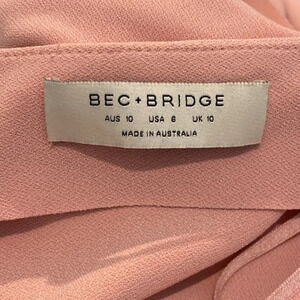 BEC+BRIDGE
AUS 10 USA 6 UK 10
MADE IN AUSTRALIA